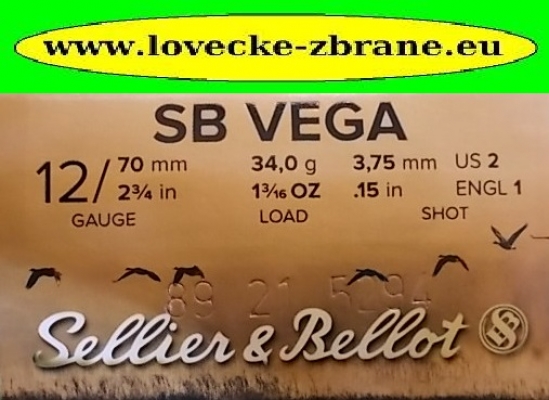 www.lovecke-zbrane.eu
SB VEGA
12/ 70 mm 34,0 g 3,75 mm US 2
2¾ in 1³⁄₁₆ OZ .15 in ENGL 1
GAUGE LOAD SHOT
89 21 5294
Sellier & Bellot SB